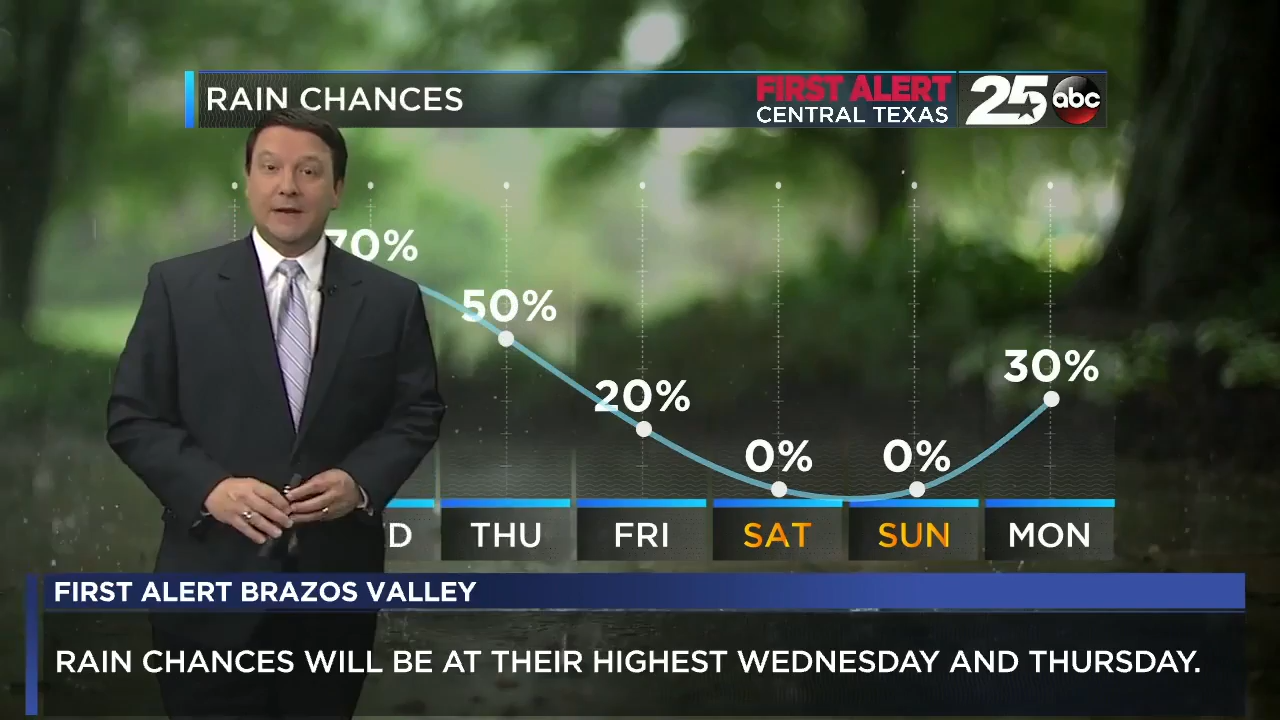 RAIN CHANCES
FIRST ALERT
CENTRAL TEXAS
25 abc
70%
50%
20%
0%
0%
30%
D
THU
FRI
SAT
SUN
MON
FIRST ALERT BRAZOS VALLEY
RAIN CHANCES WILL BE AT THEIR HIGHEST WEDNESDAY AND THURSDAY.